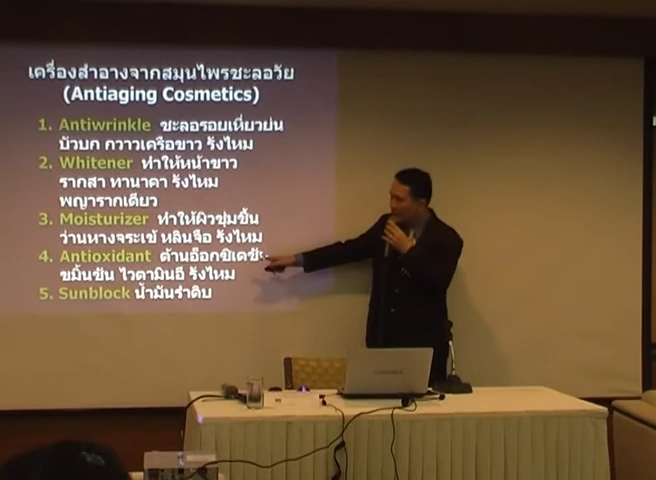 เครื่องสำอางจากสมุนไพรชะลอวัย
(Antiaging Cosmetics)
1. Antiwrinkle ชะลอรอยเหี่ยวย่น
บัวบก กวาวเครือขาว รังไหม
2. Whitener ทำให้หน้าขาว
รากสา ทานาคา รังไหม
พญารากเดียว
3. Moisturizer ทำให้ผิวชุ่มชื้น
ว่านหางจระเข้ หลินจือ รังไหม
4. Antioxidant ต้านอ็อกซิเดชัน
ขมิ้นชัน ไวตามินอี รังไหม
5. Sunblock น้ำมันรำดิบ